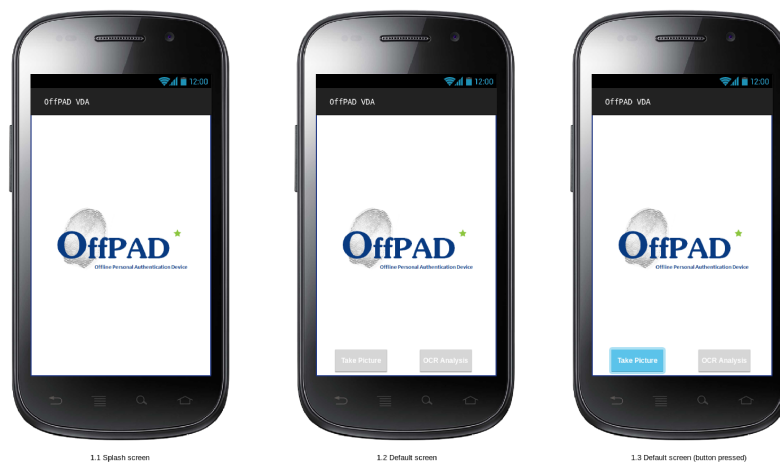 12:00
OffPAD VDA
OffPAD
Offline Personal Authentication Device
1.1 Splash screen
12:00
OffPAD VDA
OffPAD
Offline Personal Authentication Device
Take Picture
OCR Analysis
1.2 Default screen
12:00
OffPAD VDA
OffPAD
Offline Personal Authentication Device
Take Picture
OCR Analysis
1.3 Default screen (button pressed)